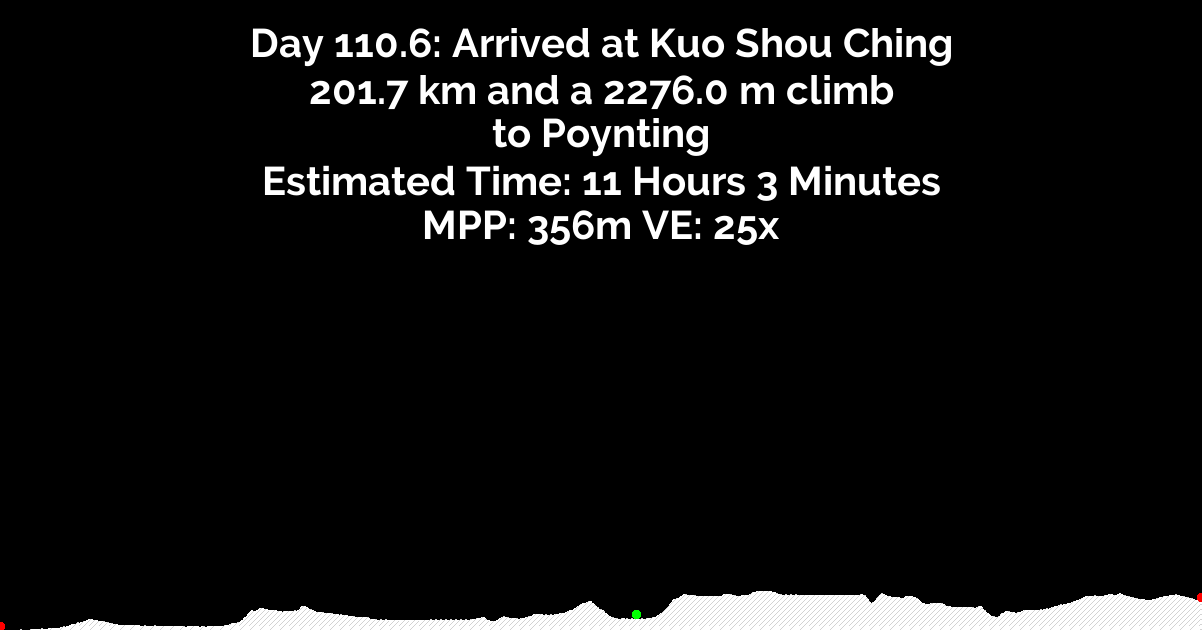 Day 110.6: Arrived at Kuo Shou Ching
201.7 km and a 2276.0 m climb
to Poynting
Estimated Time: 11 Hours 3 Minutes
MPP: 356m VE: 25x